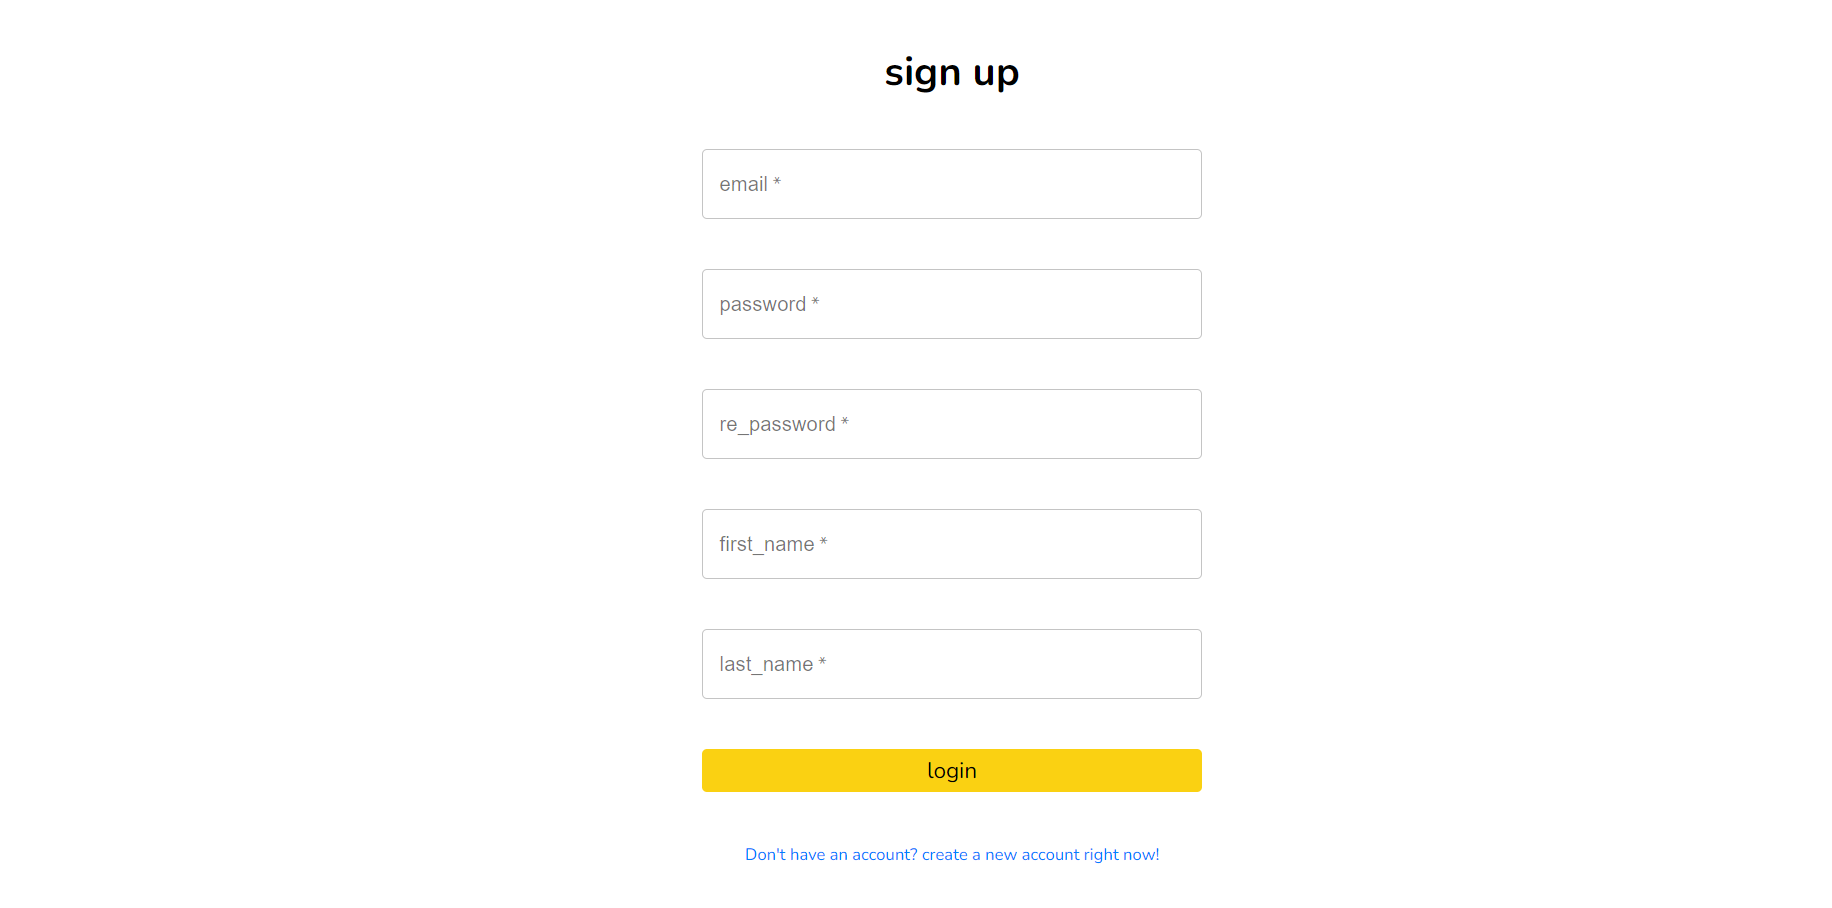 sign up
email *
password *
re_password *
first_name *
last_name *
login
Don't have an account? create a new account right now!